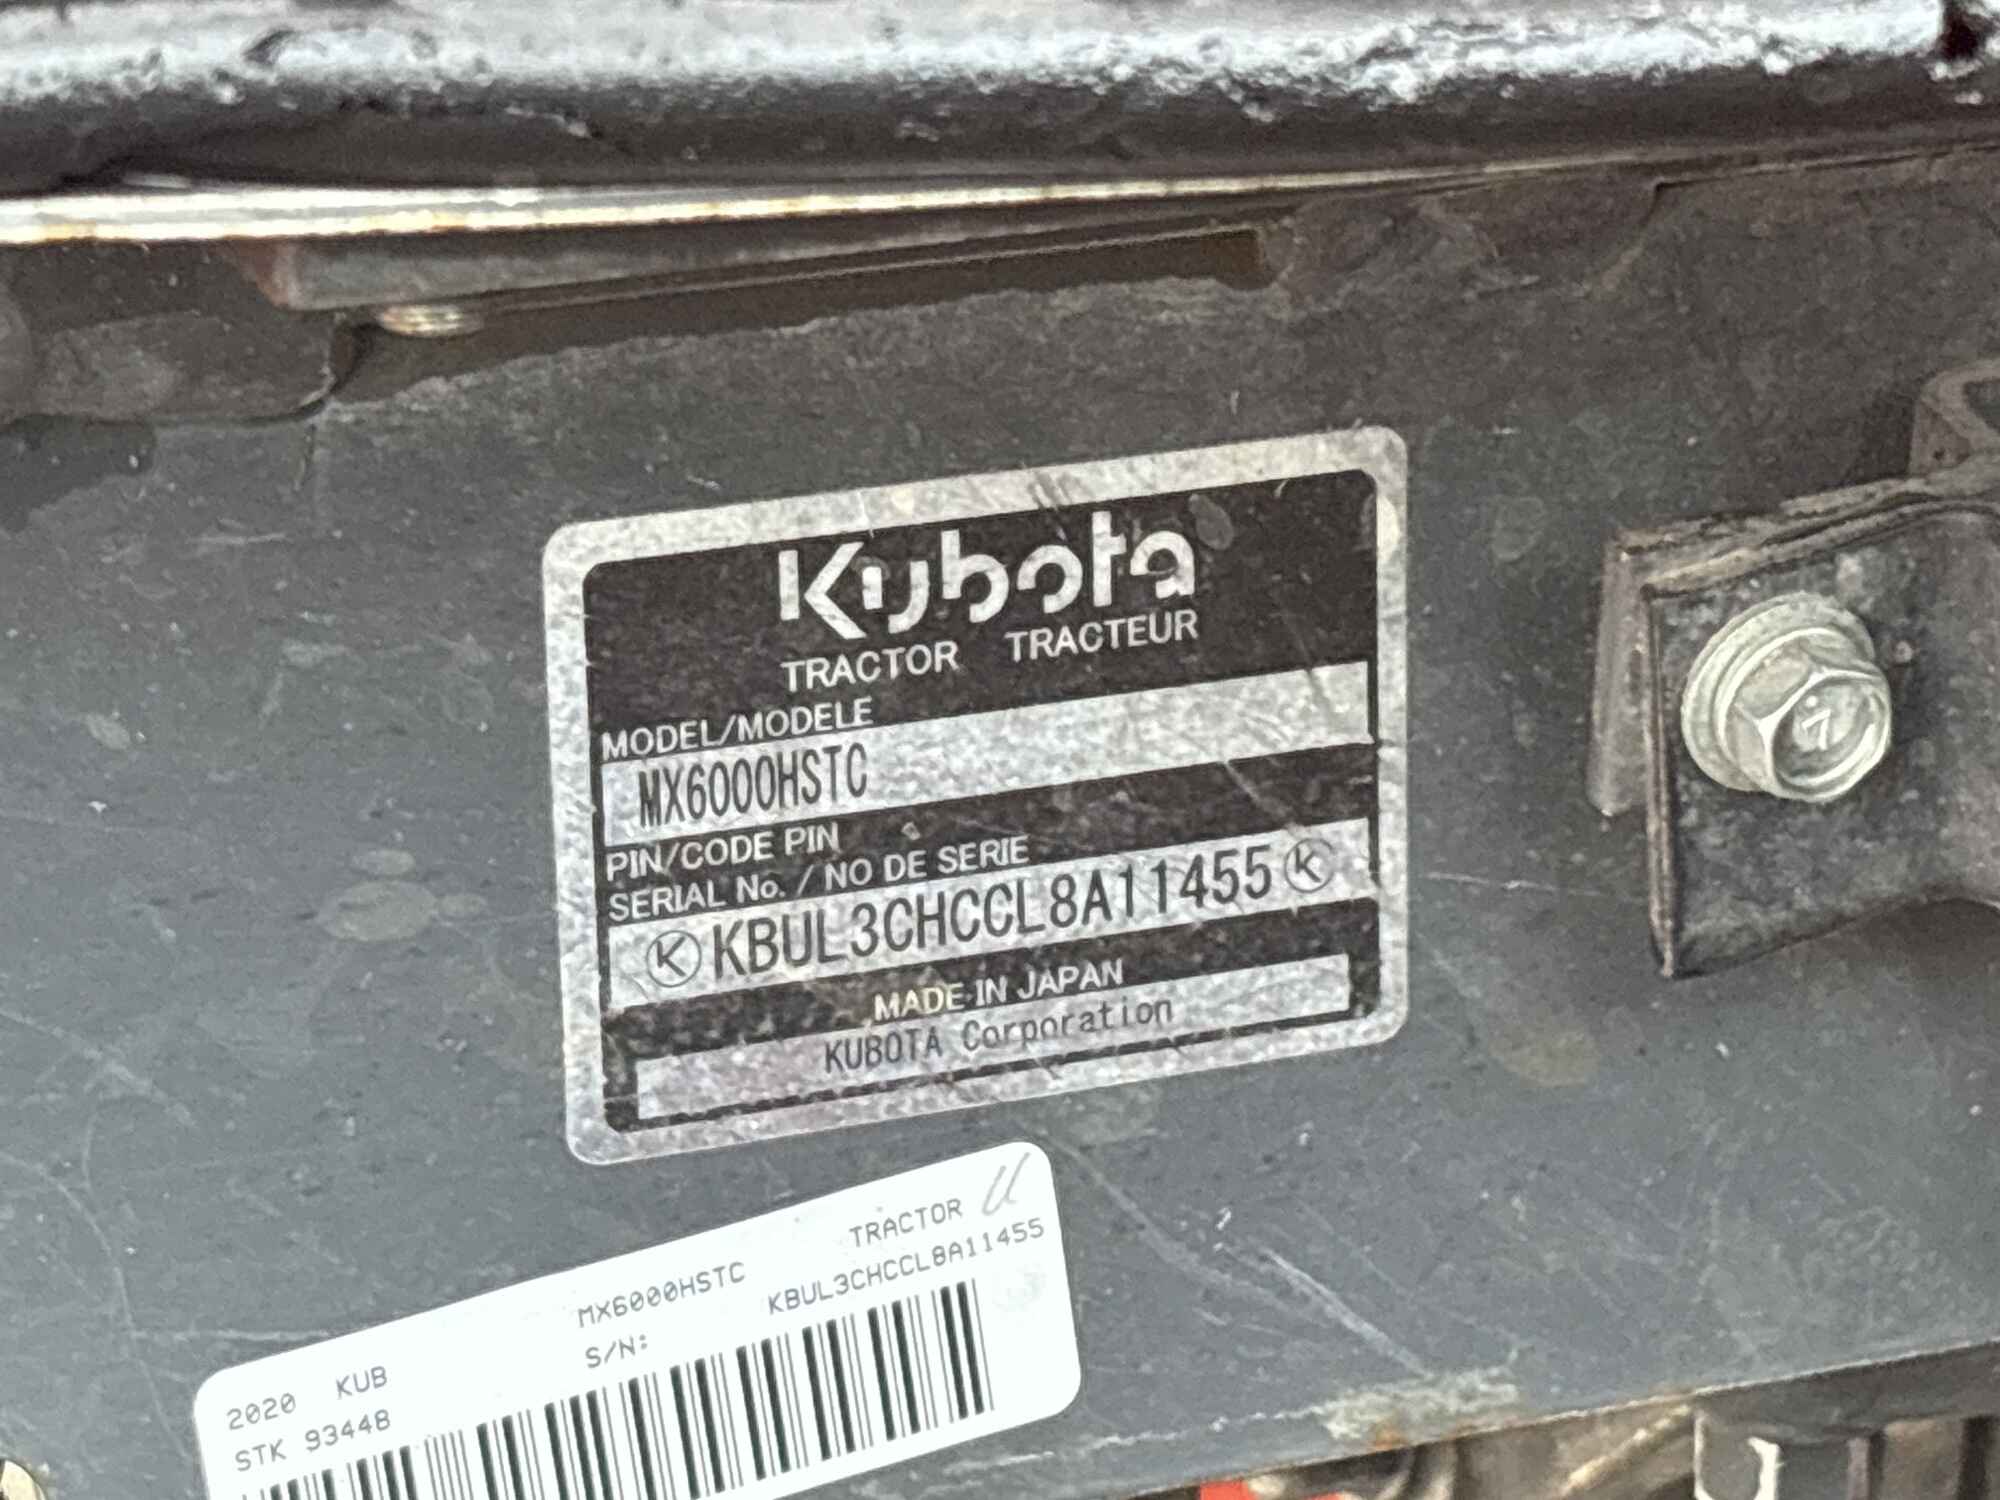 Kubota
TRACTOR TRACTEUR
MODEL/MODELE
MX6000HSTC
PIN/CODE PIN
SERIAL No. / NO DE SERIE
K KBUL3CHCCL8A11455 K
MADE IN JAPAN
KUBOTA Corporation
2020 KUB MX6000HSTC TRACTOR U
STK 93448 S/N: KBUL3CHCCL8A11455
7